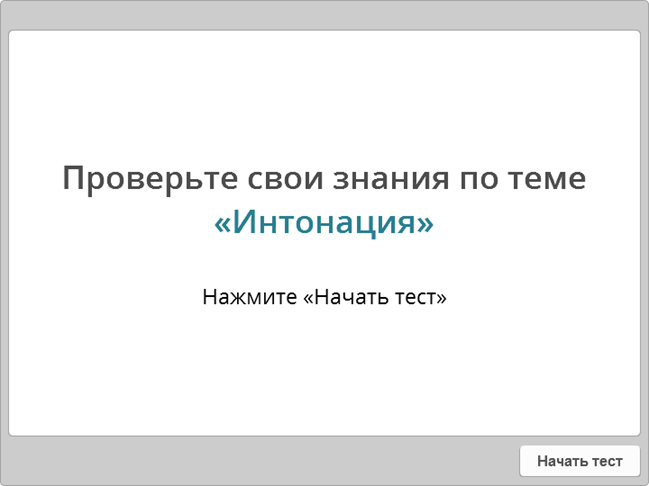 Проверьте свои знания по теме
«Интонация»
Нажмите «Начать тест»
Начать тест